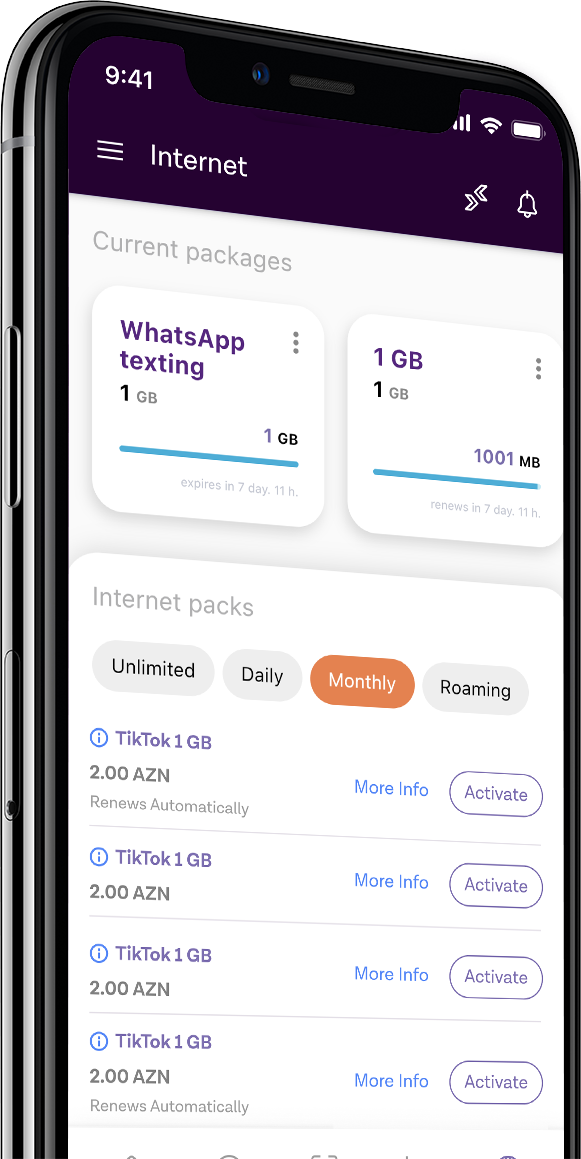 9:41
Internet
Current packages
WhatsApp
texting
1 GB
1 GB
expires in 7 day. 11 h.
1 GB
1 GB
1001 MB
renews in 7 day. 11 h.
Internet packs
Unlimited
Daily
Monthly
Roaming
TikTok 1 GB
2.00 AZN
Renews Automatically
More Info
Activate
TikTok 1 GB
2.00 AZN
More Info
Activate
TikTok 1 GB
2.00 AZN
More Info
Activate
TikTok 1 GB
2.00 AZN
Renews Automatically
More Info
Activate